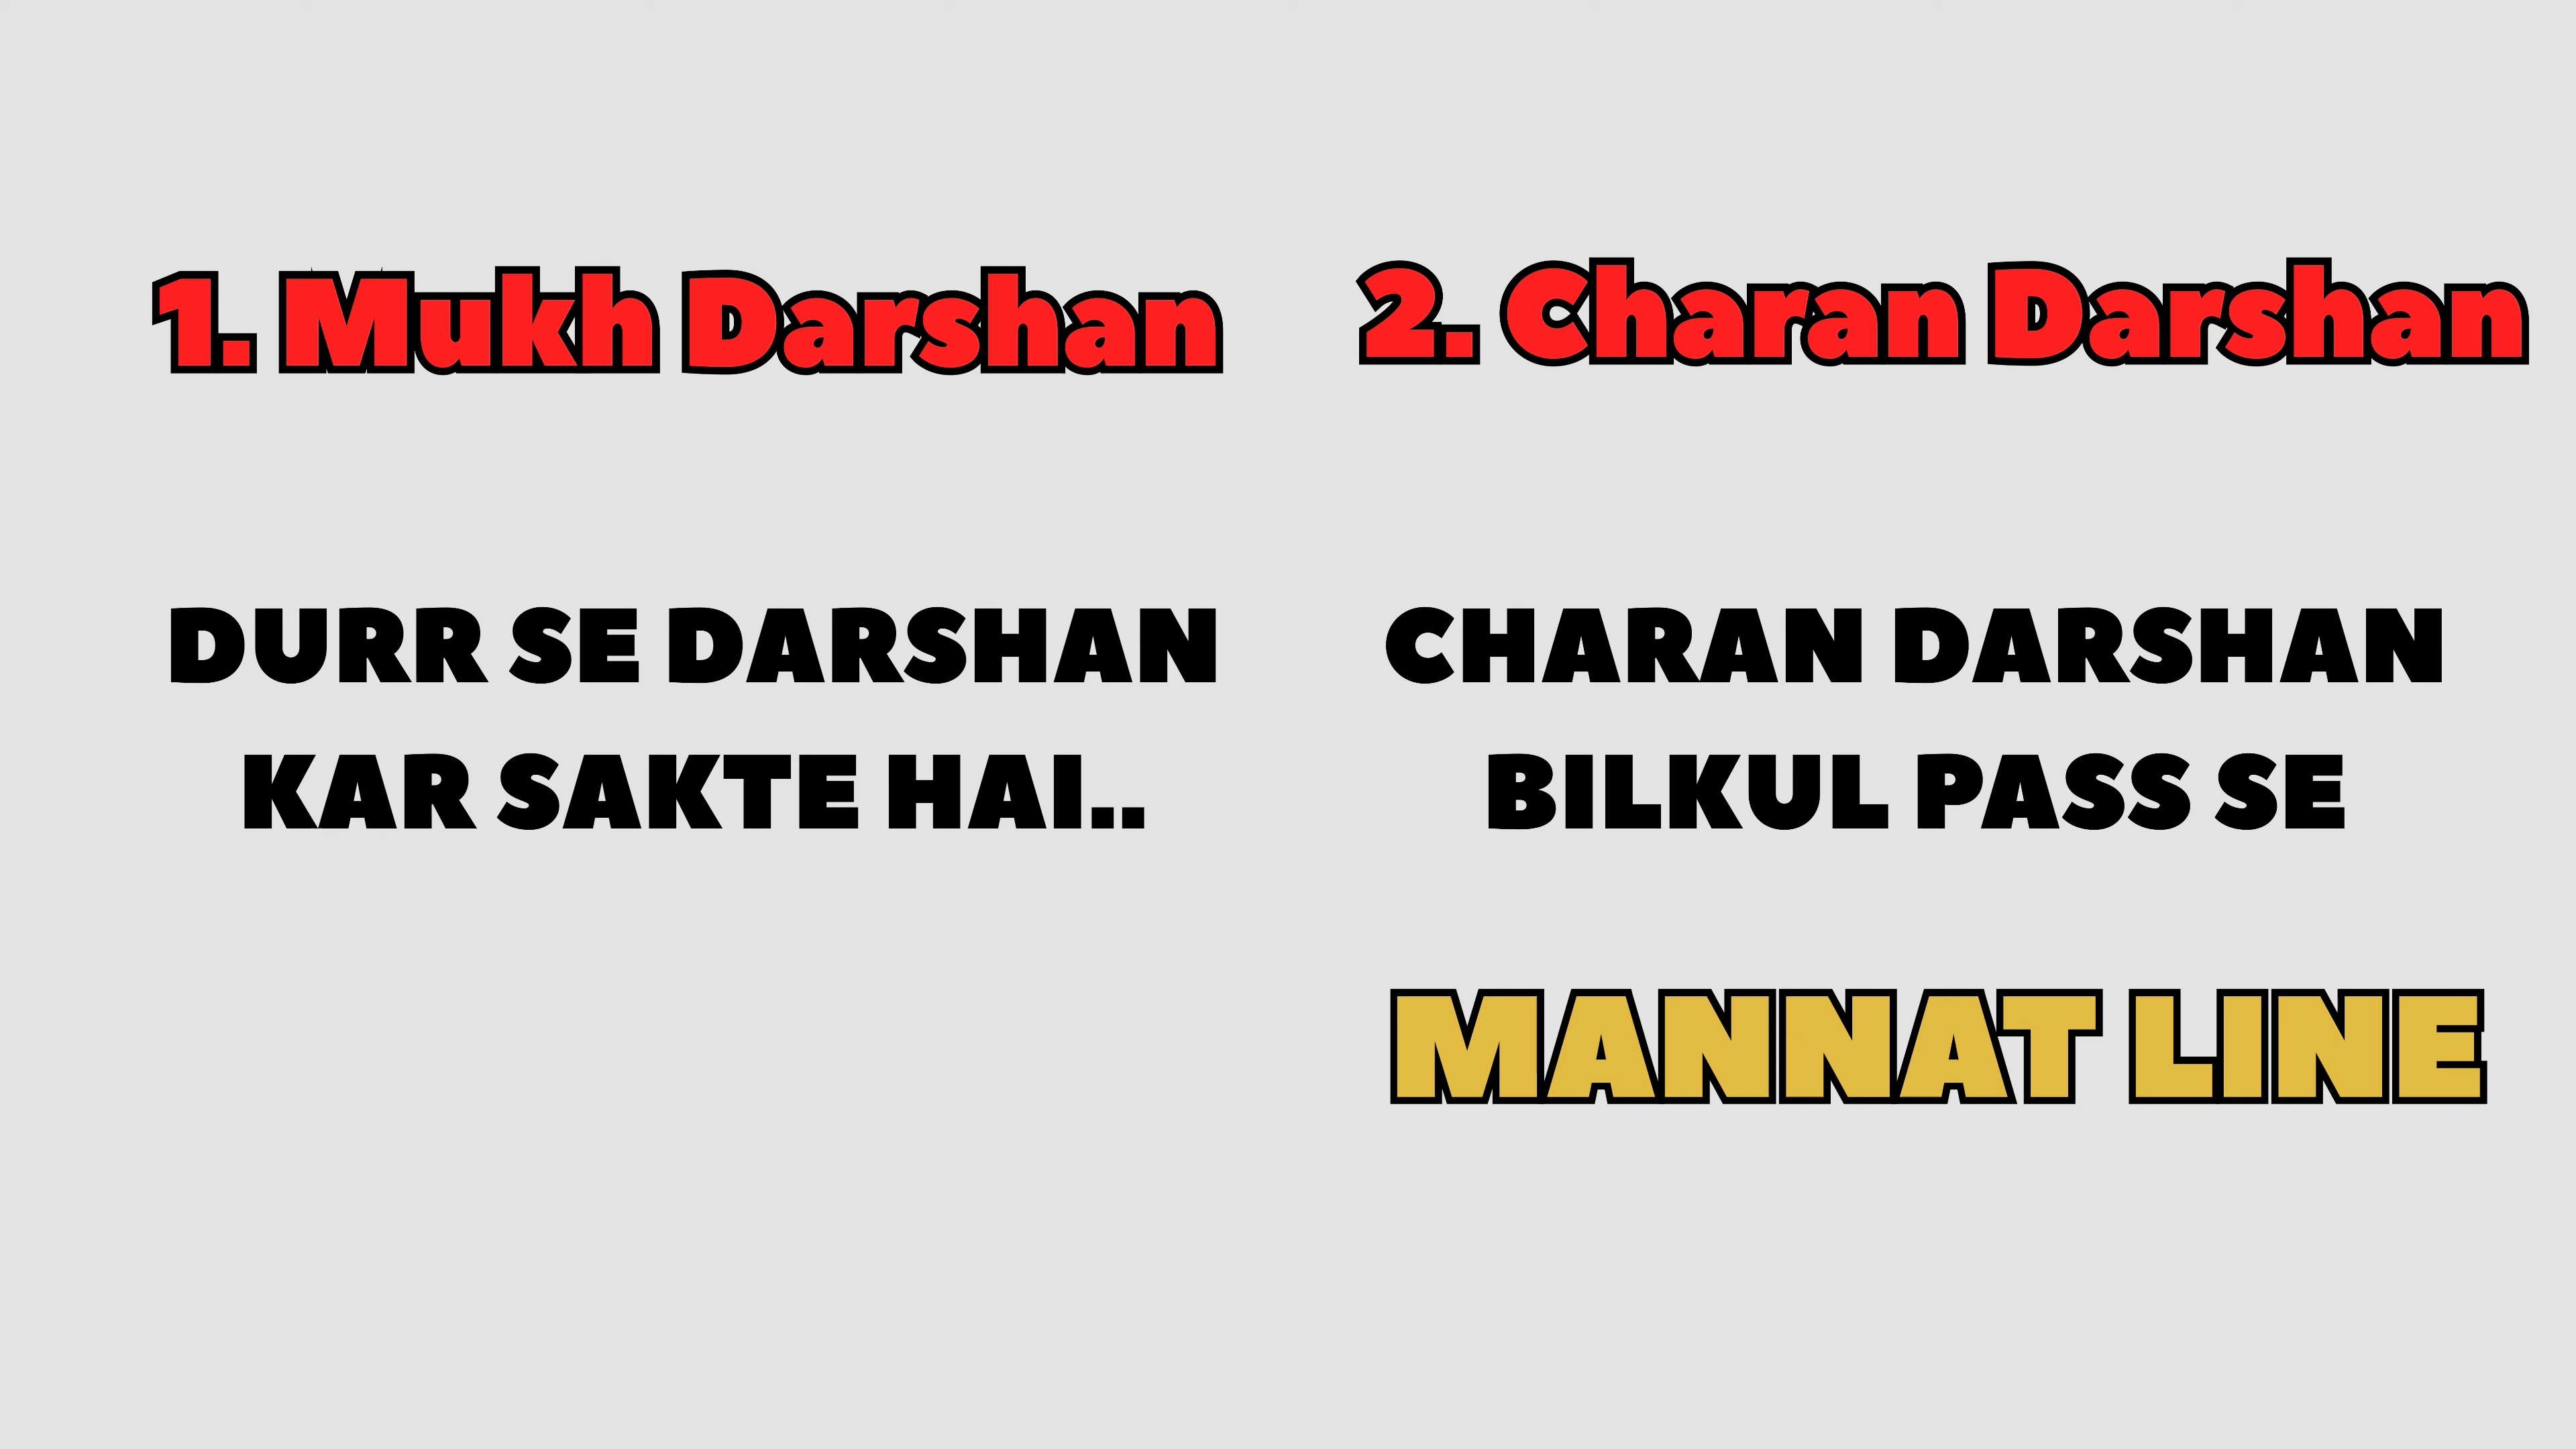 1. Mukh Darshan
DURR SE DARSHAN
KAR SAKTE HAI..
2. Charan Darshan
CHARAN DARSHAN
BILKUL PASS SE
MANNAT LINE